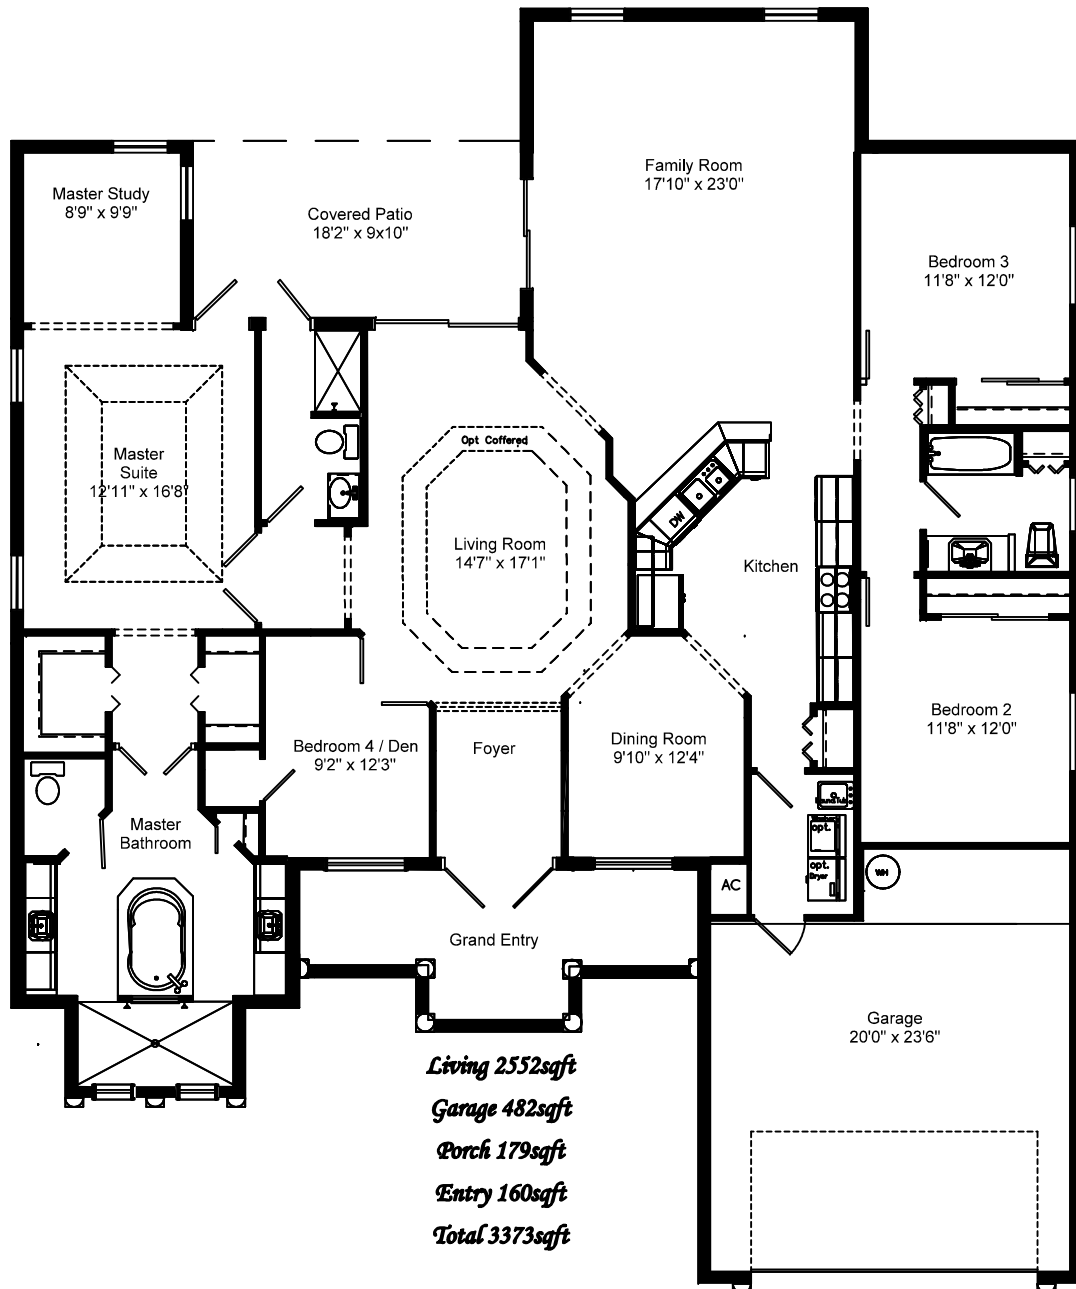 Family Room
17'10" x 23'0"
Master Study
8'9" x 9'9"
Covered Patio
18'2" x 9x10"
Bedroom 3
11'8" x 12'0"
Opt Coffered
Master
Suite
12'11" x 16'8"
DW
Living Room
14'7" x 17'1"
Kitchen
Bedroom 2
11'8" x 12'0"
Bedroom 4 / Den
9'2" x 12'3"
Foyer
Dining Room
9'10" x 12'4"
Master
Bathroom
opt.
opt.
Dryer
AC
WH
Grand Entry
Garage
20'0" x 23'6"
Living 2552sqft
Garage 482sqft
Porch 179sqft
Entry 160sqft
Total 3373sqft